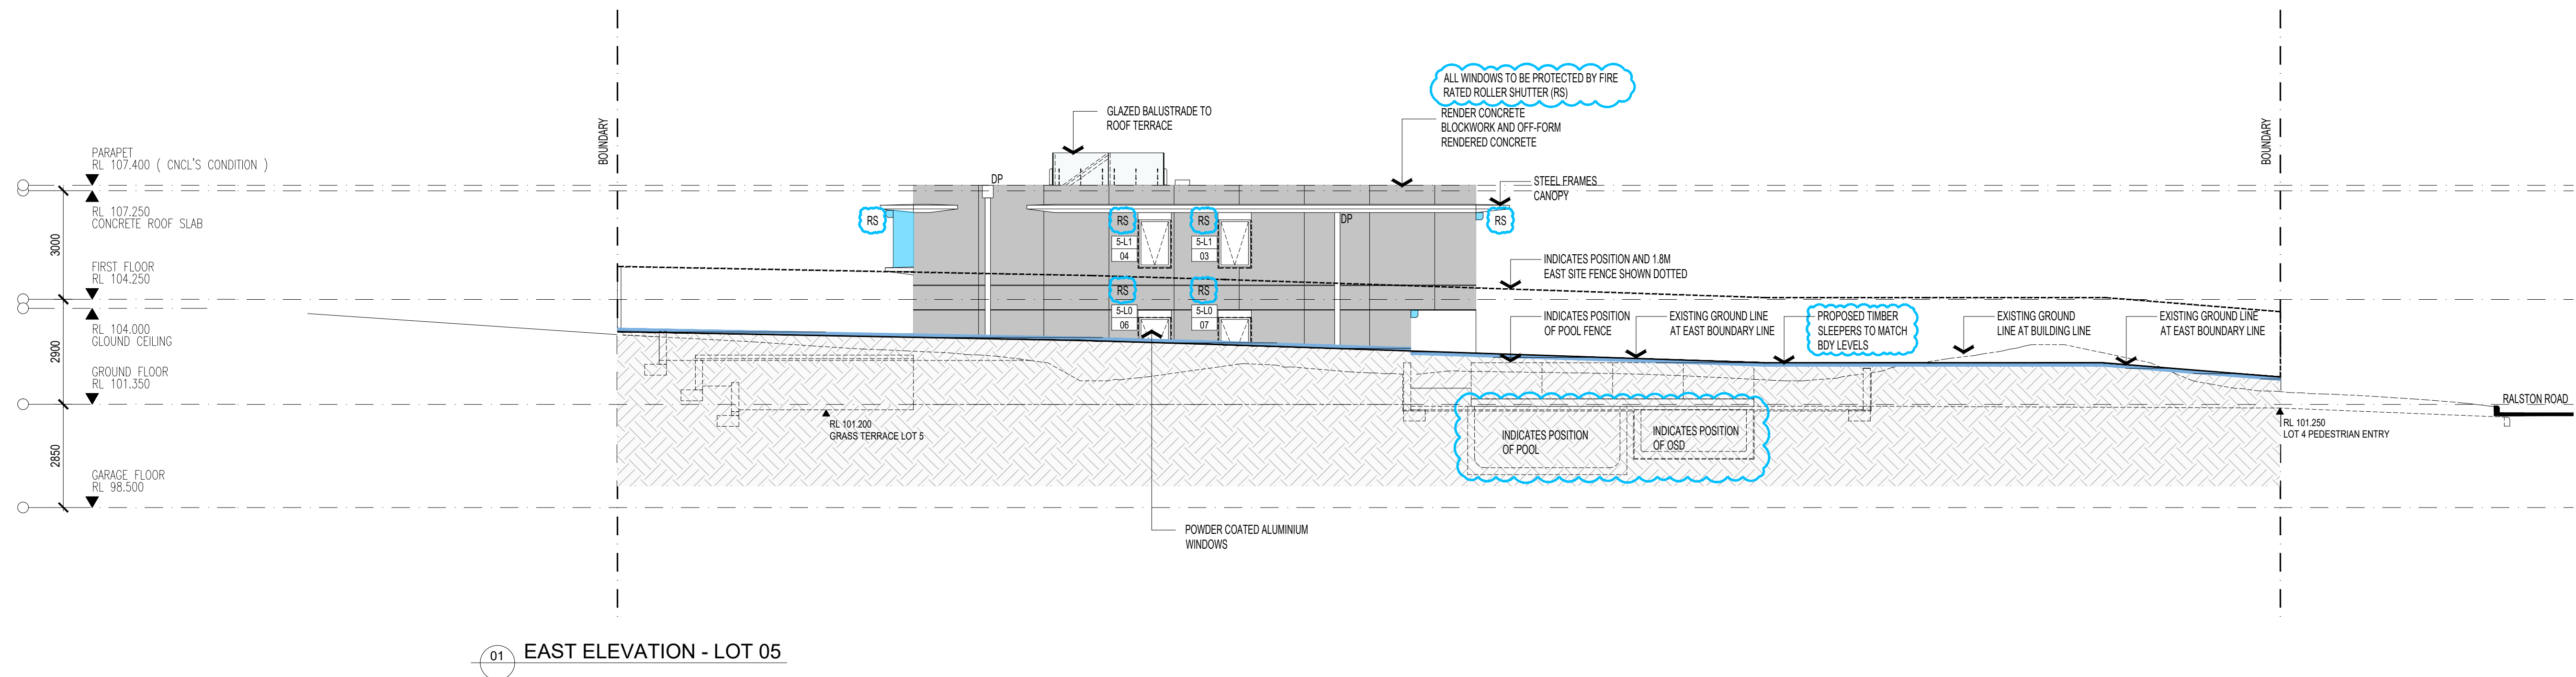 ALL WINDOWS TO BE PROTECTED BY FIRE
RATED ROLLER SHUTTER (RS)
GLAZED BALUSTRADE TO
ROOF TERRACE
RENDER CONCRETE
BLOCKWORK AND OFF-FORM
RENDERED CONCRETE
BOUNDARY
BOUNDARY
PARAPET
RL 107.400 ( CNCL'S CONDITION )
DP
STEEL FRAMES
CANOPY
RL 107.250
CONCRETE ROOF SLAB
RS
RS
RS
DP
RS
3000
5-L1
04
5-L1
03
FIRST FLOOR
RL 104.250
INDICATES POSITION AND 1.8M
EAST SITE FENCE SHOWN DOTTED
RS
RS
5-L0
06
5-L0
07
RL 104.000
GLOUND CEILING
2900
INDICATES POSITION
OF POOL FENCE
EXISTING GROUND LINE
AT EAST BOUNDARY LINE
PROPOSED TIMBER
SLEEPERS TO MATCH
BDY LEVELS
EXISTING GROUND
LINE AT BUILDING LINE
EXISTING GROUND LINE
AT EAST BOUNDARY LINE
GROUND FLOOR
RL 101.350
RALSTON ROAD
RL 101.200
GRASS TERRACE LOT 5
RL 101.250
LOT 4 PEDESTRIAN ENTRY
INDICATES POSITION
OF POOL
INDICATES POSITION
OF OSD
2850
GARAGE FLOOR
RL 98.500
POWDER COATED ALUMINIUM
WINDOWS
01 EAST ELEVATION - LOT 05